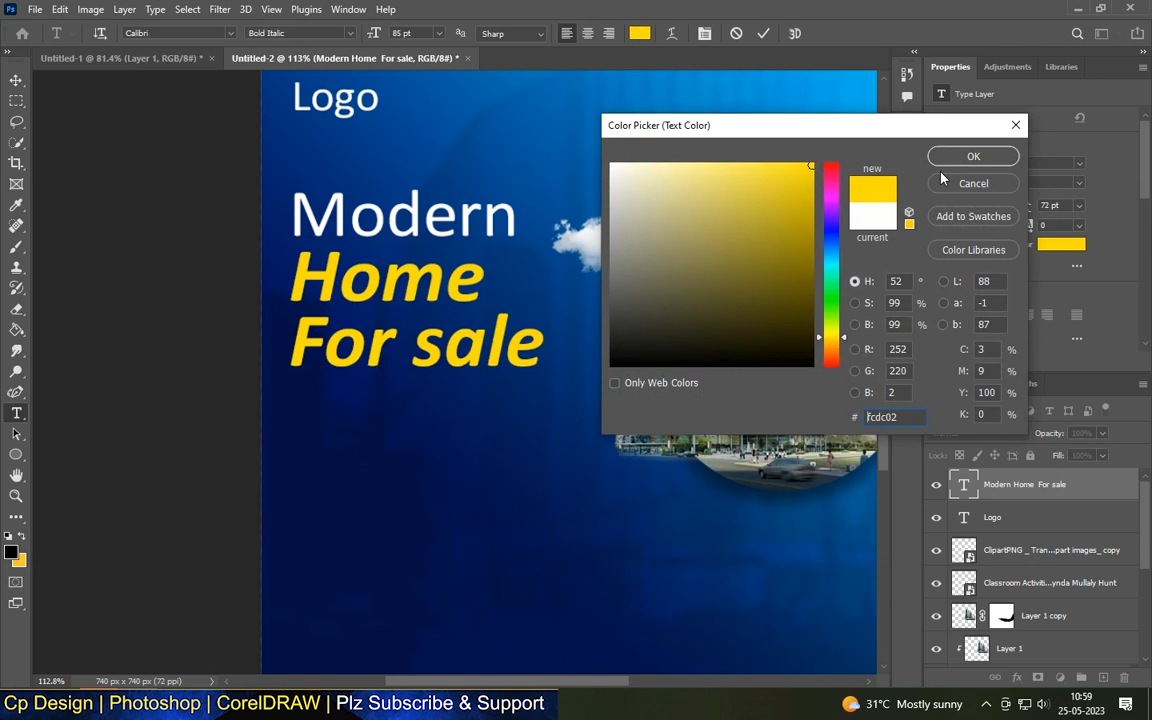 Ps File Edit Image Layer Type Select Filter 3D View Plugins Window Help
T Calibri Bold Italic 85 pt Sharp 3D
Untitled-1 @ 81.4% (Layer 1, RGB/8#) * × Untitled-2 @ 113% (Modern Home For sale, RGB/8#) * ×
Properties Adjustments Libraries
T Type Layer
Logo
Modern
Home
For sale
Color Picker (Text Color)
new
current
OK
Cancel
Add to Swatches
Color Libraries
H: 52 °
S: 99 %
B: 99 %
R: 252
G: 220
B: 2
# fcdc02
L: 88
a: -1
b: 87
C: 3 %
M: 9 %
Y: 100 %
K: 0 %
Only Web Colors
72 pt
0
Opacity: 100%
Lock: Fill: 100%
T Modern Home For sale
T Logo
ClipartPNG _ Tran...part images_ copy
Classroom Activiti...ynda Mullaly Hunt
Layer 1 copy
Layer 1
112.8% 740 px x 740 px (72 ppi)
Cp Design | Photoshop | CorelDRAW | Plz Subscribe & Support
31°C Mostly sunny
10:59
25-05-2023